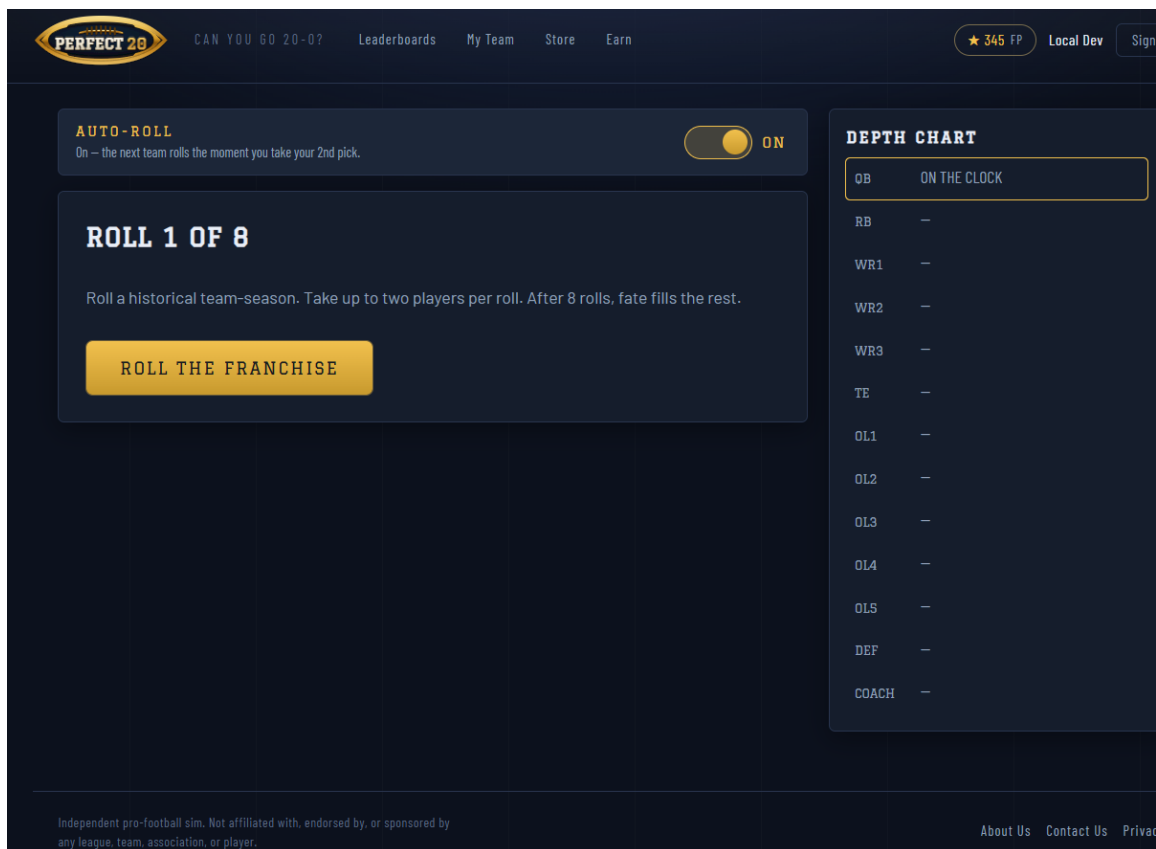 PERFECT 20
CAN YOU GO 20-0?
Leaderboards
My Team
Store
Earn
★ 345 FP
Local Dev
Sign
AUTO-ROLL
On — the next team rolls the moment you take your 2nd pick.
ON
ROLL 1 OF 8
Roll a historical team-season. Take up to two players per roll. After 8 rolls, fate fills the rest.
ROLL THE FRANCHISE
DEPTH CHART
QB ON THE CLOCK
RB —
WR1 —
WR2 —
WR3 —
TE —
OL1 —
OL2 —
OL3 —
OL4 —
OL5 —
DEF —
COACH —
Independent pro-football sim. Not affiliated with, endorsed by, or sponsored by
any league, team, association, or player.
About Us
Contact Us
Privac